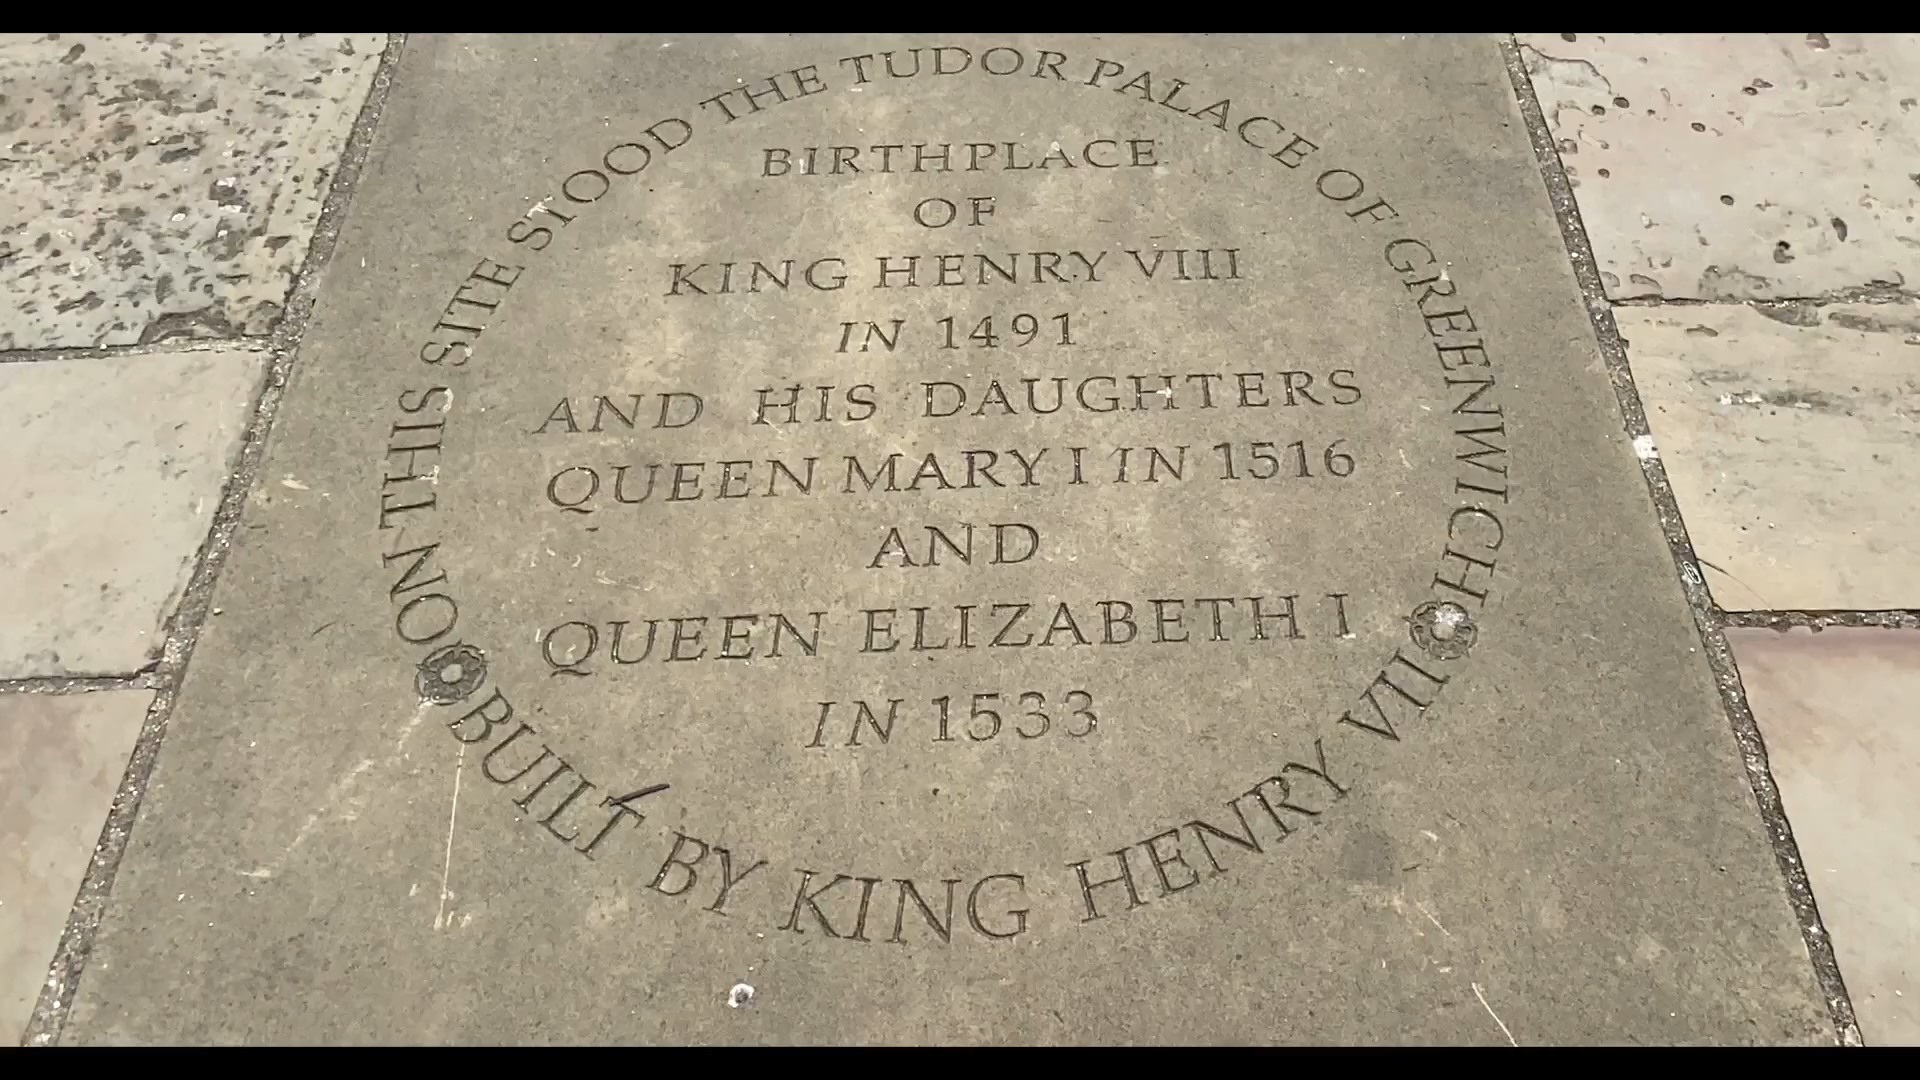 ON THIS SITE STOOD THE TUDOR PALACE OF GREENWICH
BIRTHPLACE
OF
KING HENRY VIII
IN 1491
AND HIS DAUGHTERS
QUEEN MARY I IN 1516
AND
QUEEN ELIZABETH I
IN 1533
BUILT BY KING HENRY VII